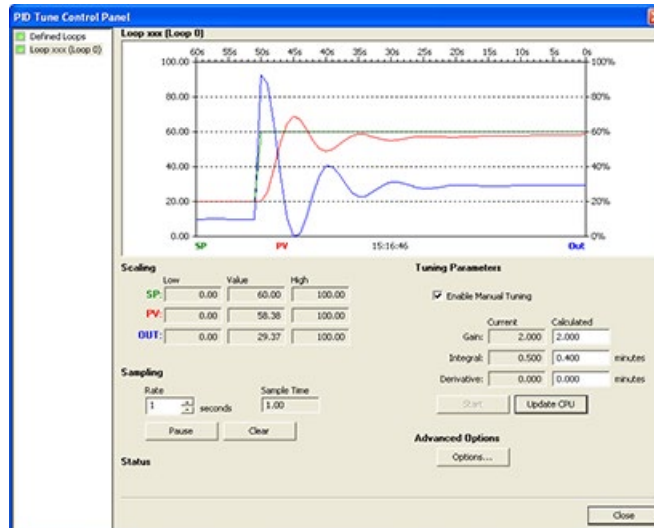 PID Tune Control Panel
Defined Loops
Loop xxx (Loop 0)
Loop xxx (Loop 0)
60s 55s 50s 45s 40s 35s 30s 25s 20s 15s 10s 5s 0s
100.00 100%
80.00 80%
60.00 60%
40.00 40%
20.00 20%
0.00 0%
SP PV 15:16:46 Out
Scaling
Low Value High
SP: 0.00 60.00 100.00
PV: 0.00 58.38 100.00
OUT: 0.00 29.37 100.00
Sampling
Rate Sample Time
1 seconds 1.00
Pause Clear
Status
Tuning Parameters
Enable Manual Tuning
Current Calculated
Gain: 2.000 2.000
Integral: 0.500 0.400 minutes
Derivative: 0.000 0.000 minutes
Start Update CPU
Advanced Options
Options...
Close